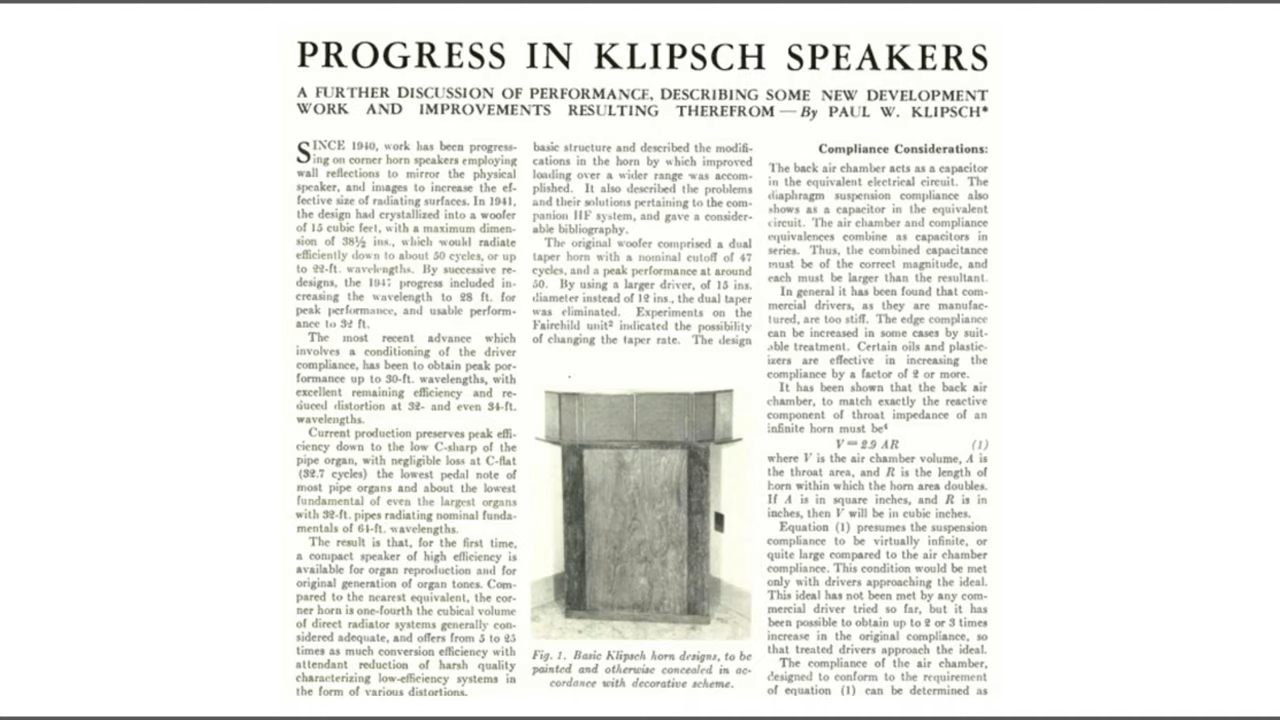 PROGRESS IN KLIPSCH SPEAKERS
A FURTHER DISCUSSION OF PERFORMANCE, DESCRIBING SOME NEW DEVELOPMENT
WORK AND IMPROVEMENTS RESULTING THEREFROM — By PAUL W. KLIPSCH*
SINCE 1940, work has been progress-
ing on corner horn speakers employing
wall reflections to mirror the physical
speaker, and images to increase the ef-
fective size of radiating surfaces. In 1941,
the design had crystallized into a woofer
of 15 cubic feet, with a maximum dimen-
sion of 38½ ins., which would radiate
efficiently down to about 50 cycles, or up
to 22-ft. wavelengths. By successive re-
designs, the 1947 progress included in-
creasing the wavelength to 28 ft. for
peak performance, and usable perform-
ance to 32 ft.
The most recent advance which
involves a conditioning of the driver
compliance, has been to obtain peak por-
formance up to 30-ft. wavelengths, with
excellent remaining efficiency and re-
duced distortion at 32- and even 34-ft.
wavelengths.
Current production preserves peak effi-
ciency down to the low C-sharp of the
pipe organ, with negligible loss at C-flat
(32.7 cycles) the lowest pedal note of
most pipe organs and about the lowest
fundamental of even the largest organs
with 32-ft. pipes radiating nominal funda-
mentals of 64-ft. wavelengths.
The result is that, for the first time,
a compact speaker of high efficiency is
available for organ reproduction and for
original generation of organ tones. Com-
pared to the nearest equivalent, the cor-
ner horn is one-fourth the cubical volume
of direct radiator systems generally con-
sidered adequate, and offers from 5 to 25
times as much conversion efficiency with
attendant reduction of harsh quality
characterizing low-efficiency systems in
the form of various distortions.
basic structure and described the modifi-
cations in the horn by which improved
loading over a wider range was accom-
plished. It also described the problems
and their solutions pertaining to the com-
panion HF system, and gave a consider-
able bibliography.
The original woofer comprised a dual
taper horn with a nominal cutoff of 47
cycles, and a peak performance at around
50. By using a larger driver, of 15 ins.
diameter instead of 12 ins., the dual taper
was eliminated. Experiments on the
Fairchild unit² indicated the possibility
of changing the taper rate. The design
Fig. 1. Basic Klipsch horn designs, to be
painted and otherwise concealed in ac-
cordance with decorative scheme.
Compliance Considerations:
The back air chamber acts as a capacitor
in the equivalent electrical circuit. The
diaphragm suspension compliance also
shows as a capacitor in the equivalent
circuit. The air chamber and compliance
equivalences combine as capacitors in
series. Thus, the combined capacitance
must be of the correct magnitude, and
each must be larger than the resultant.
In general it has been found that com-
mercial drivers, as they are manufac-
tured, are too stiff. The edge compliance
can be increased in some cases by suit-
able treatment. Certain oils and plastic-
izers are effective in increasing the
compliance by a factor of 2 or more.
It has been shown that the back air
chamber, to match exactly the reactive
component of throat impedance of an
infinite horn must be⁴
V = 2.9 AR (1)
where V is the air chamber volume, A is
the throat area, and R is the length of
horn within which the horn area doubles.
If A is in square inches, and R is in
inches, then V will be in cubic inches.
Equation (1) presumes the suspension
compliance to be virtually infinite, or
quite large compared to the air chamber
compliance. This condition would be met
only with drivers approaching the ideal.
This ideal has not been met by any com-
mercial driver tried so far, but it has
been possible to obtain up to 2 or 3 times
increase in the original compliance, so
that treated drivers approach the ideal.
The compliance of the air chamber,
designed to conform to the requirement
of equation (1) can be determined as